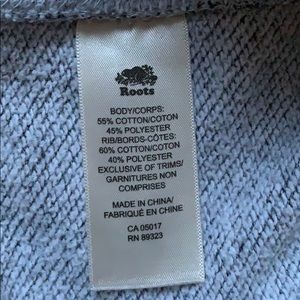 Roots
BODY/CORPS:
55% COTTON/COTON
45% POLYESTER
RIB/BORDS-CÔTES:
60% COTTON/COTON
40% POLYESTER
EXCLUSIVE OF TRIMS/
GARNITURES NON
COMPRISES
MADE IN CHINA/
FABRIQUÉ EN CHINE
CA 05017
RN 89323